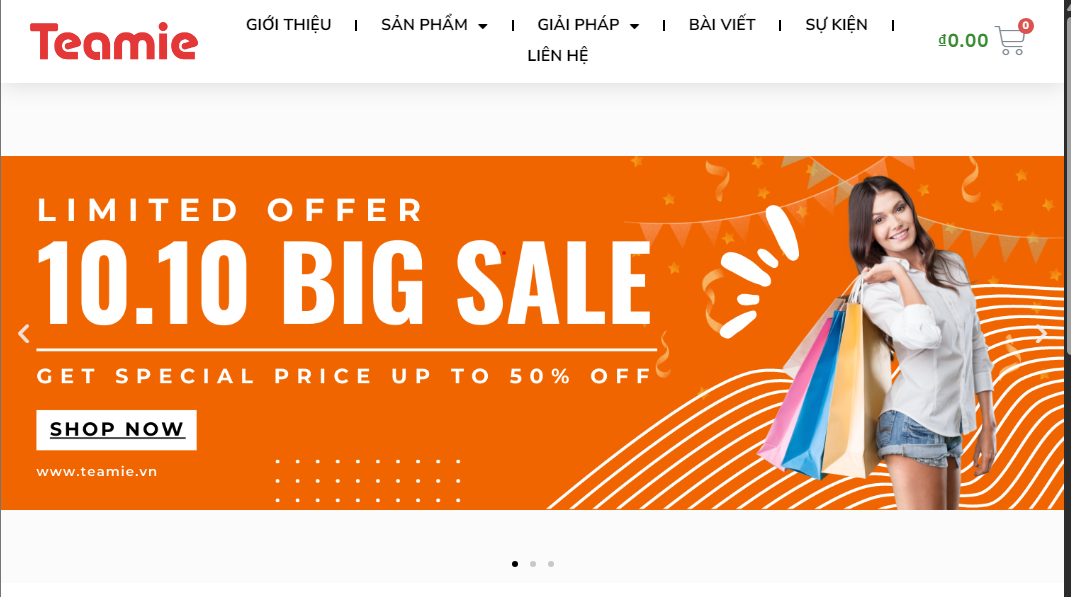 Teamie
GIỚI THIỆU
SẢN PHẨM
GIẢI PHÁP
BÀI VIẾT
SỰ KIỆN
LIÊN HỆ
₫0.00
0
LIMITED OFFER
10.10 BIG SALE
GET SPECIAL PRICE UP TO 50% OFF
SHOP NOW
www.teamie.vn